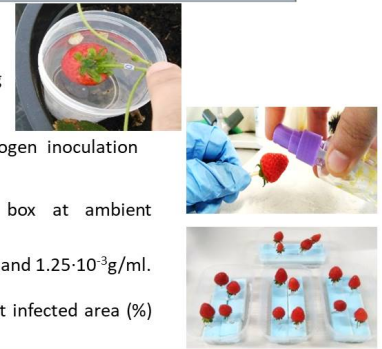 ogen inoculation
box at ambient
and 1.25·10⁻³g/ml.
t infected area (%)